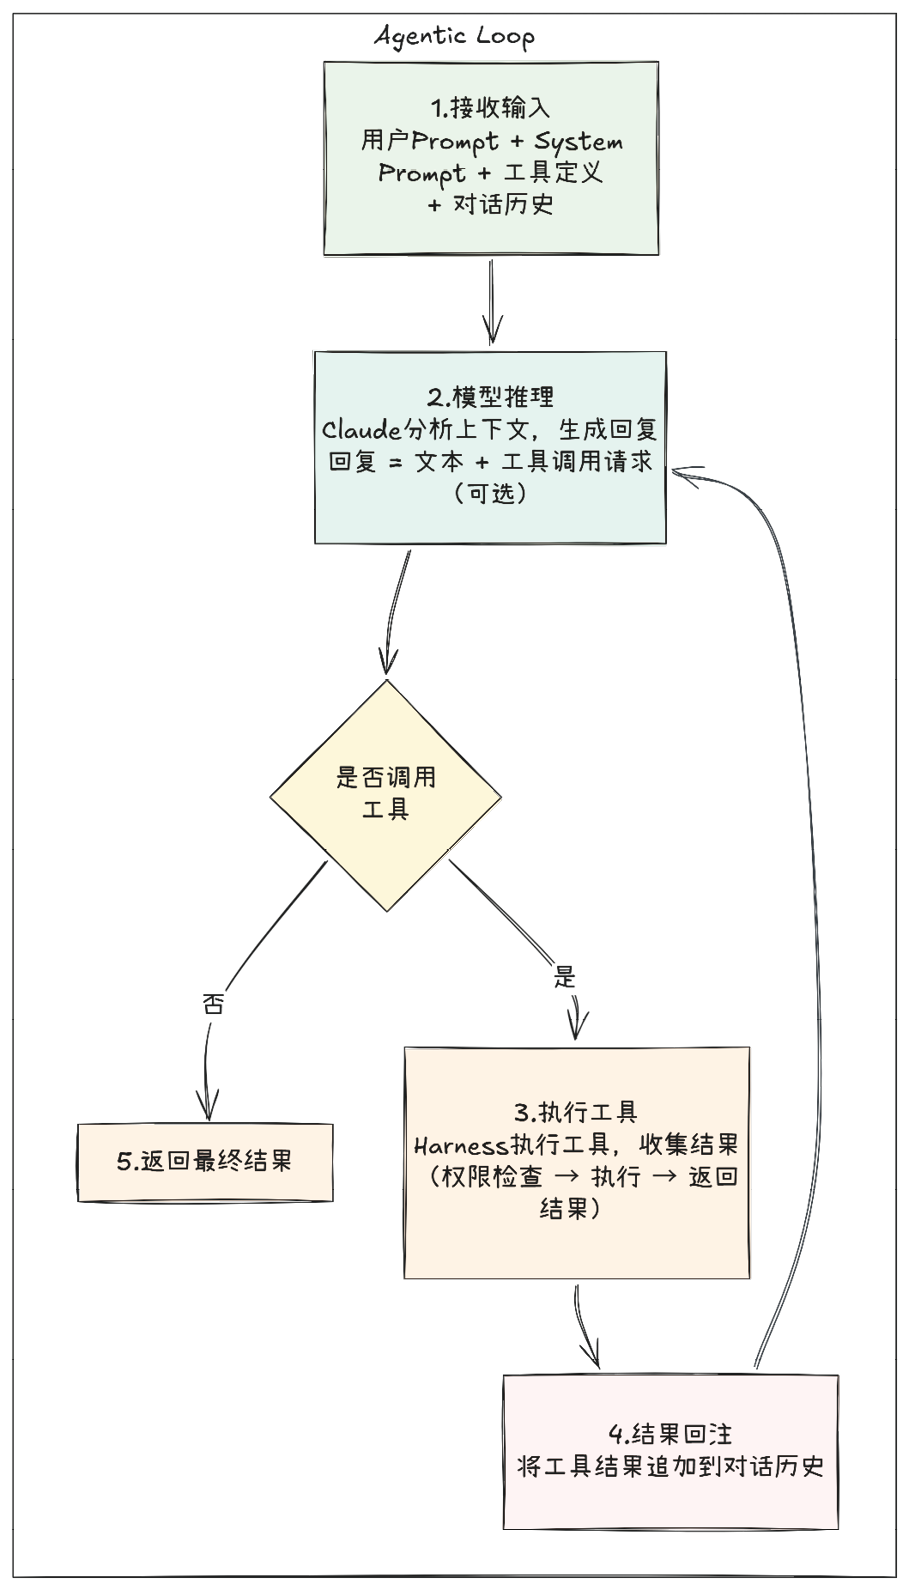 Agentic Loop
1.接收输入
用户Prompt + System
Prompt + 工具定义
+ 对话历史
2.模型推理
Claude分析上下文，生成回复
回复 = 文本 + 工具调用请求
（可选）
是否调用
工具
否
是
3.执行工具
Harness执行工具，收集结果
（权限检查 → 执行 → 返回
结果）
5.返回最终结果
4.结果回注
将工具结果追加到对话历史